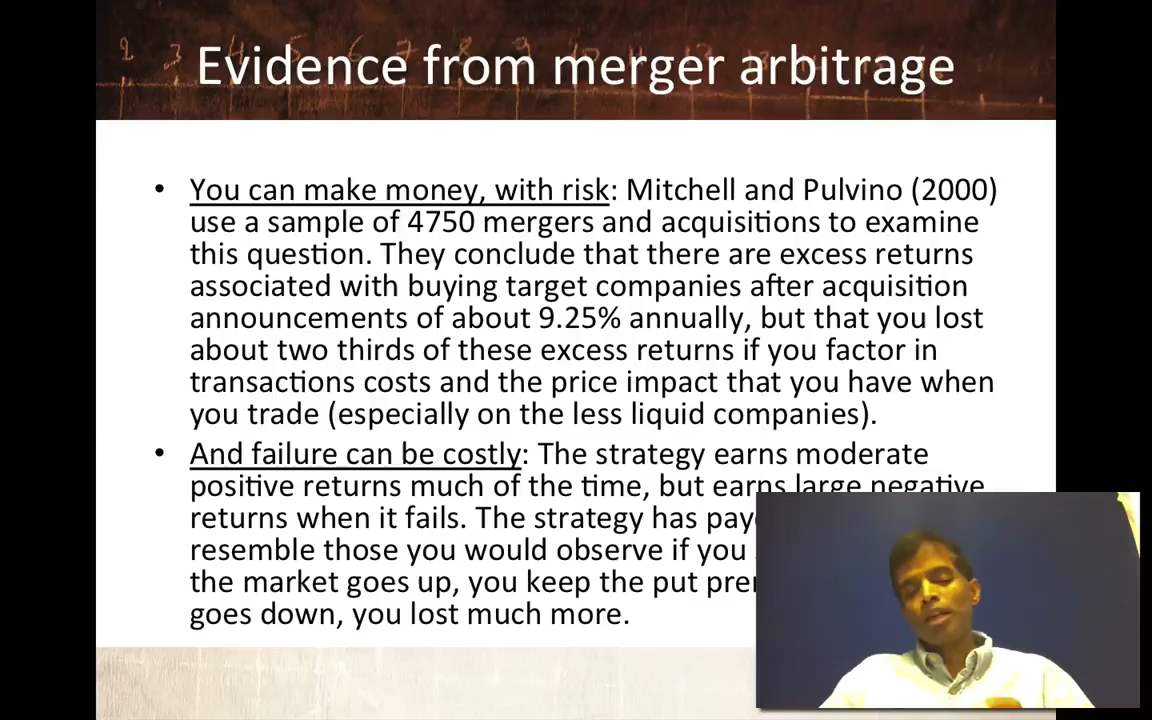 Evidence from merger arbitrage
• You can make money, with risk: Mitchell and Pulvino (2000)
use a sample of 4750 mergers and acquisitions to examine
this question. They conclude that there are excess returns
associated with buying target companies after acquisition
announcements of about 9.25% annually, but that you lost
about two thirds of these excess returns if you factor in
transactions costs and the price impact that you have when
you trade (especially on the less liquid companies).
• And failure can be costly: The strategy earns moderate
positive returns much of the time, but earns large negative
returns when it fails. The strategy has
resemble those you would observe if you
the market goes up, you keep the put
goes down, you lost much more.